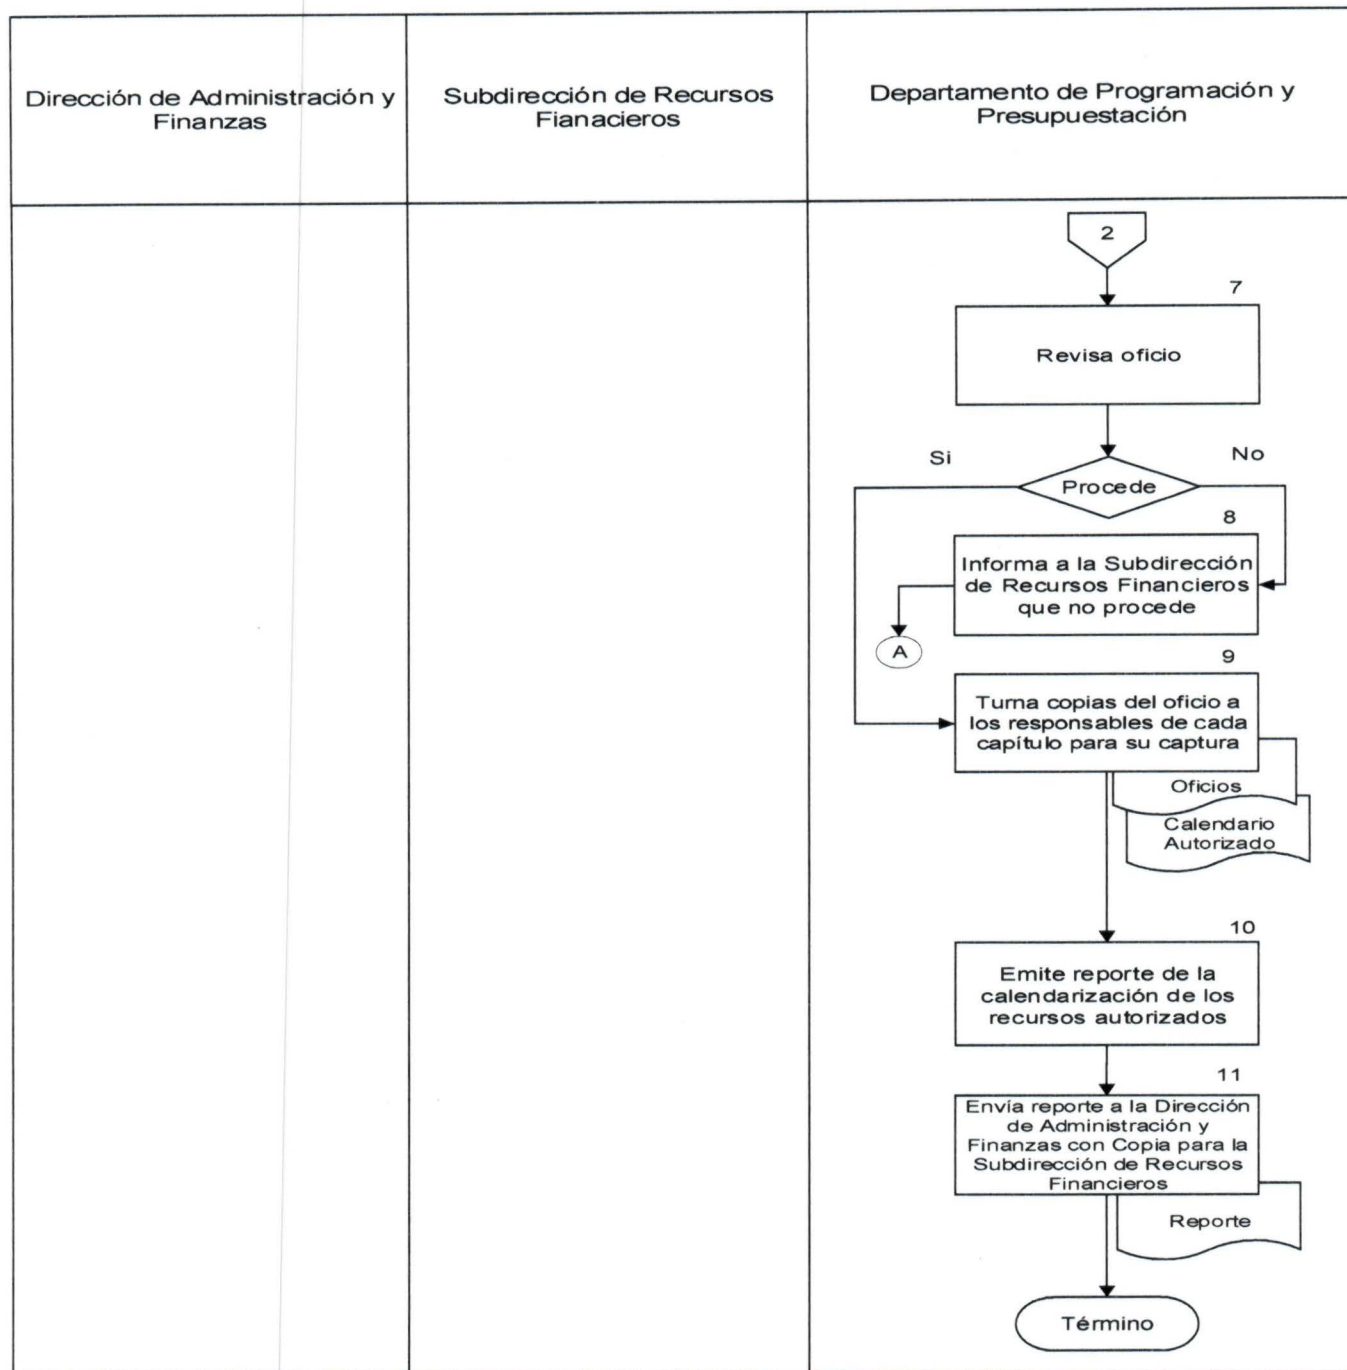 Dirección de Administración y
Finanzas
Subdirección de Recursos
Fianacieros
Departamento de Programación y
Presupuestación
2
7
Revisa oficio
Si
No
Procede
8
Informa a la Subdirección
de Recursos Financieros
que no procede
A
9
Turna copias del oficio a
los responsables de cada
capítulo para su captura
Oficios
Calendario
Autorizado
10
Emite reporte de la
calendarización de los
recursos autorizados
11
Envía reporte a la Dirección
de Administración y
Finanzas con Copia para la
Subdirección de Recursos
Financieros
Reporte
Término